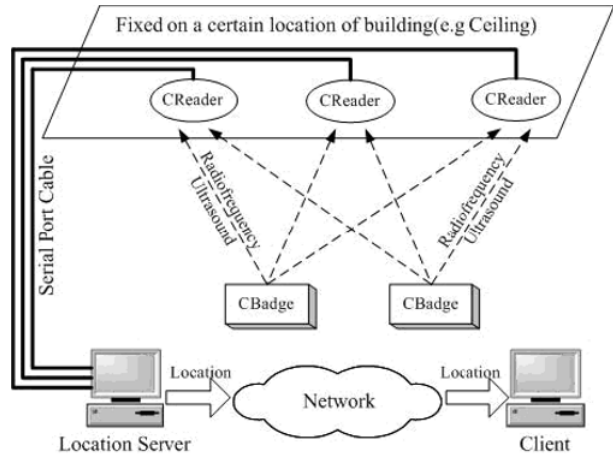 Fixed on a certain location of building(e.g Ceiling)
CReader
CReader
CReader
Serial Port Cable
Radiofrequency
Ultrasound
Radiofrequency
Ultrasound
CBadge
CBadge
Location
Network
Location
Location Server
Client